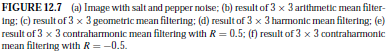 FIGURE 12.7 (a) Image with salt and pepper noise; (b) result of 3 × 3 arithmetic mean filter-
ing; (c) result of 3 × 3 geometric mean filtering; (d) result of 3 × 3 harmonic mean filtering; (e)
result of 3 × 3 contraharmonic mean filtering with R = 0.5; (f) result of 3 × 3 contraharmonic
mean filtering with R = −0.5.